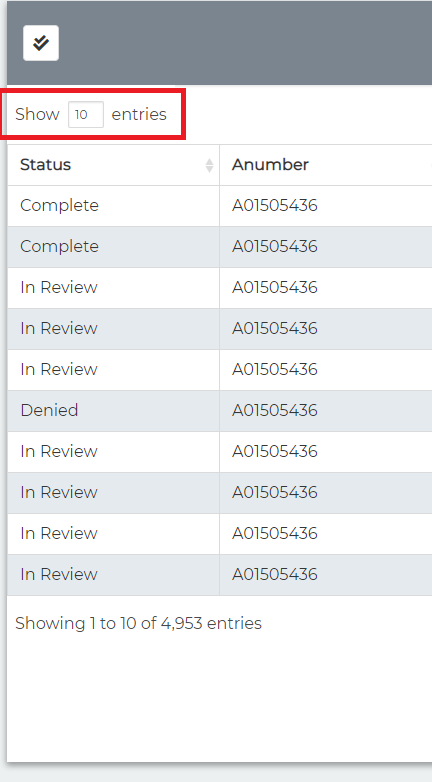 Show 10 entries
Status Anumber
Complete A01505436
Complete A01505436
In Review A01505436
In Review A01505436
In Review A01505436
Denied A01505436
In Review A01505436
In Review A01505436
In Review A01505436
In Review A01505436
Showing 1 to 10 of 4,953 entries